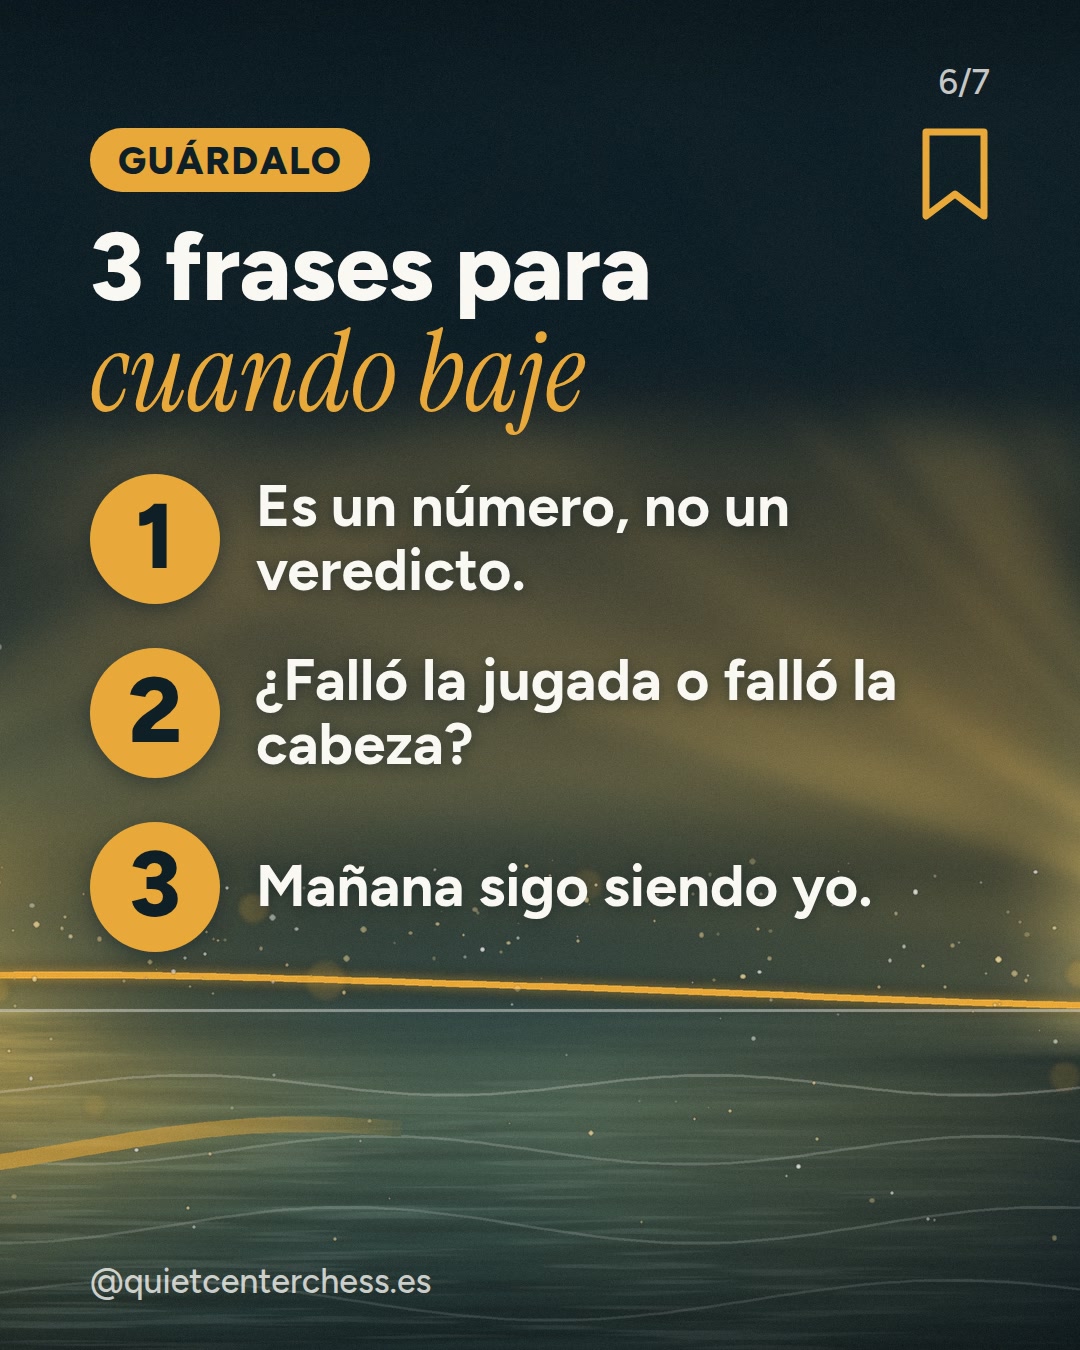 6/7
GUÁRDALO
3 frases para
cuando baje
1
Es un número, no un
veredicto.
2
¿Falló la jugada o falló la
cabeza?
3
Mañana sigo siendo yo.
@quietcenterchess.es